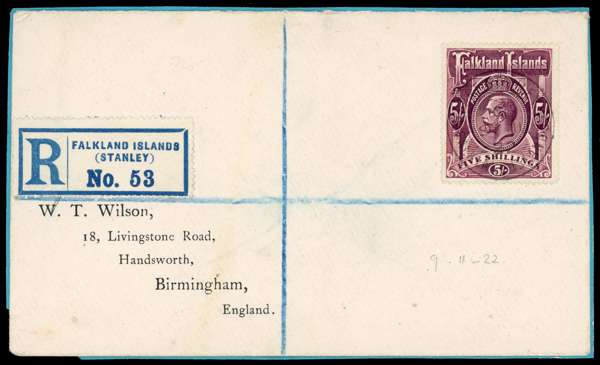 Falkland Islands
POSTAGE & REVENUE
5/- 5/-
FIVE SHILLINGS
5/-
R
FALKLAND ISLANDS
(STANLEY)
No. 53
W. T. Wilson,
18, Livingstone Road,
Handsworth,
Birmingham,
England.
9 . 11 - 22